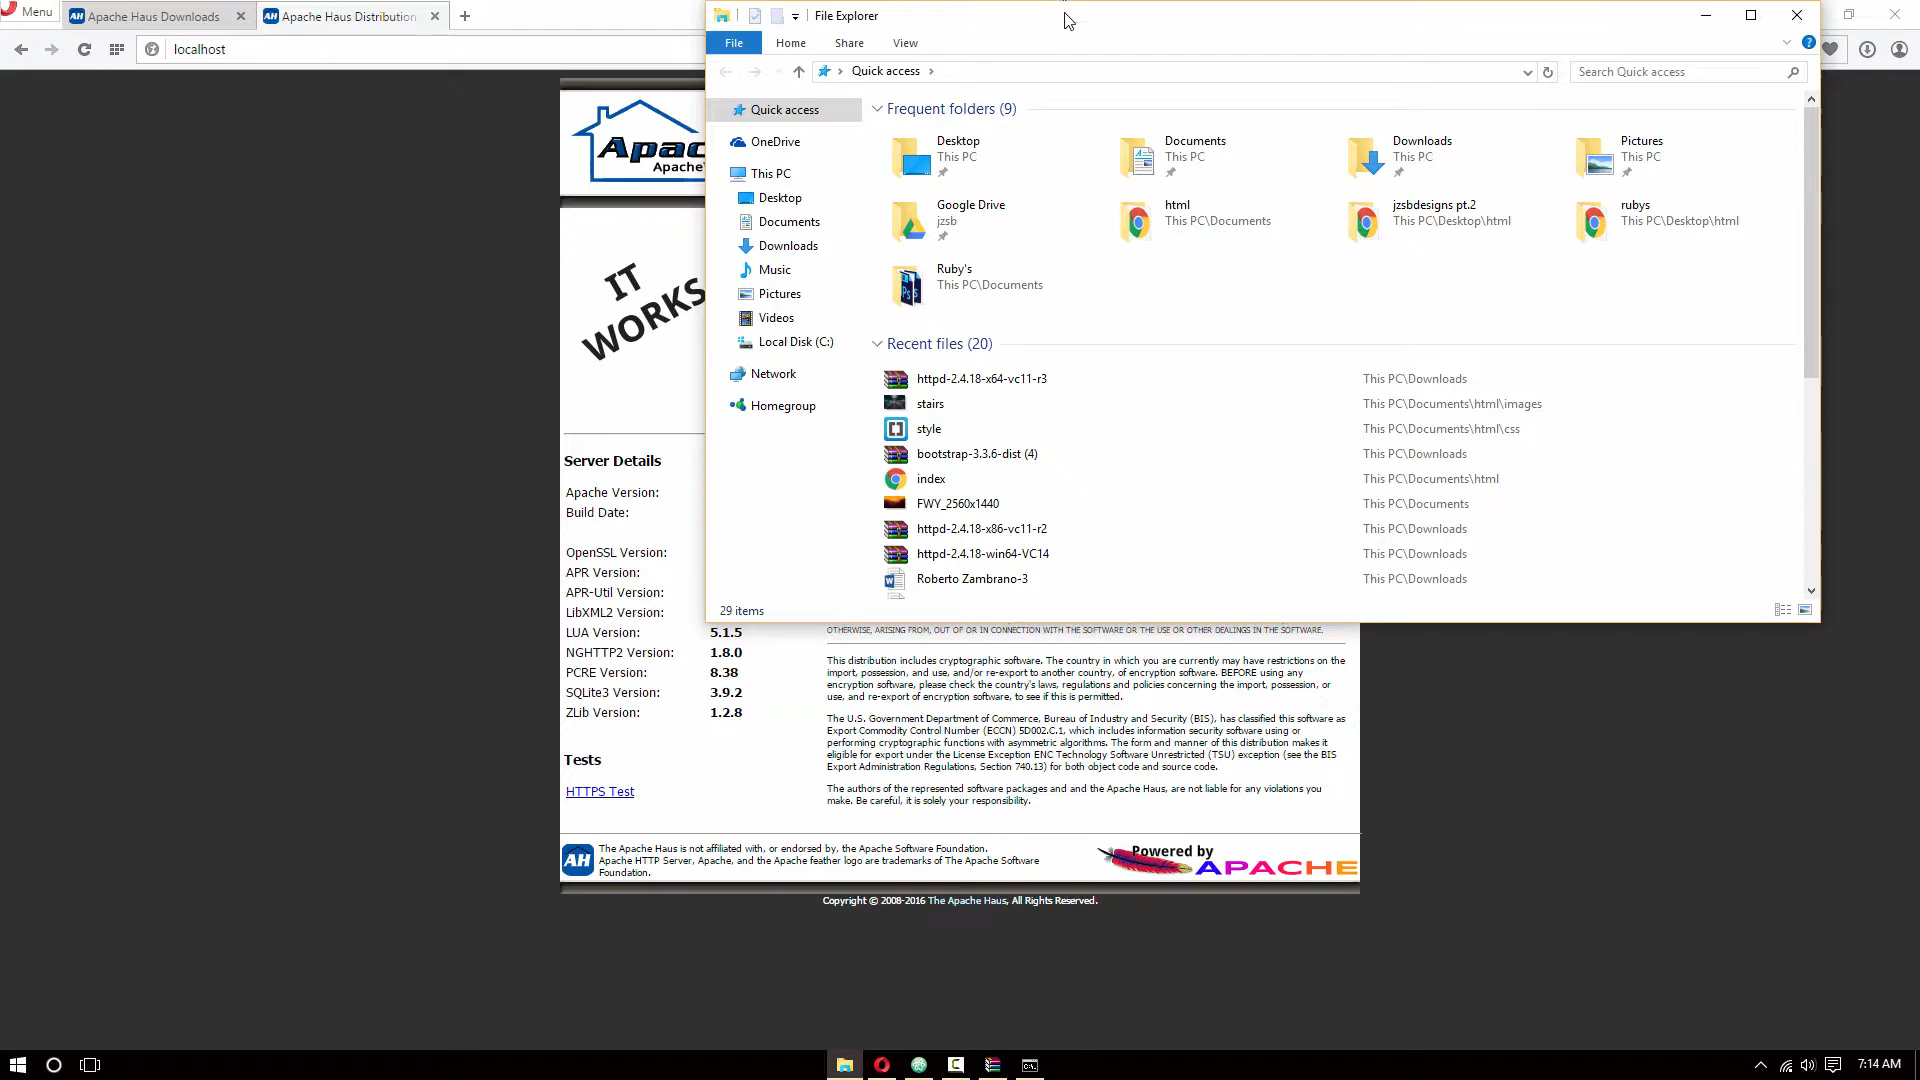 Menu
Apache Haus Downloads
Apache Haus Distribution
localhost
File Explorer
File
Home
Share
View
Quick access
Search Quick access
Quick access
OneDrive
This PC
Desktop
Documents
Downloads
Music
Pictures
Videos
Local Disk (C:)
Network
Homegroup
Frequent folders (9)
Desktop
This PC
Documents
This PC
Downloads
This PC
Pictures
This PC
Google Drive
jzsb
html
This PC\Documents
jzsbdesigns pt.2
This PC\Desktop\html
rubys
This PC\Desktop\html
Ruby's
This PC\Documents
Recent files (20)
httpd-2.4.18-x64-vc11-r3 This PC\Downloads
stairs This PC\Documents\html\images
style This PC\Documents\html\css
bootstrap-3.3.6-dist (4) This PC\Downloads
index This PC\Documents\html
FWY_2560x1440 This PC\Documents
httpd-2.4.18-x86-vc11-r2 This PC\Downloads
httpd-2.4.18-win64-VC14 This PC\Downloads
Roberto Zambrano-3 This PC\Downloads
29 items
Apac
Apache
IT
WORKS
Server Details
Apache Version:
Build Date:
OpenSSL Version:
APR Version:
APR-Util Version:
LibXML2 Version:
LUA Version: 5.1.5
NGHTTP2 Version: 1.8.0
PCRE Version: 8.38
SQLite3 Version: 3.9.2
ZLib Version: 1.2.8
Tests
HTTPS Test
OTHERWISE, ARISING FROM, OUT OF OR IN CONNECTION WITH THE SOFTWARE OR THE USE OR OTHER DEALINGS IN THE SOFTWARE.
This distribution includes cryptographic software. The country in which you are currently may have restrictions on the
import, possession, and use, and/or re-export to another country, of encryption software. BEFORE using any
encryption software, please check the country's laws, regulations and policies concerning the import, possession, or
use, and re-export of encryption software, to see if this is permitted.
The U.S. Government Department of Commerce, Bureau of Industry and Security (BIS), has classified this software as
Export Commodity Control Number (ECCN) 5D002.C.1, which includes information security software using or
performing cryptographic functions with asymmetric algorithms. The form and manner of this distribution makes it
eligible for export under the License Exception ENC Technology Software Unrestricted (TSU) exception (see the BIS
Export Administration Regulations, Section 740.13) for both object code and source code.
The authors of the represented software packages and and the Apache Haus, are not liable for any violations you
make. Be careful, it is solely your responsibility.
AH
The Apache Haus is not affiliated with, or endorsed by, the Apache Software Foundation.
Apache HTTP Server, Apache, and the Apache feather logo are trademarks of The Apache Software
Foundation.
Powered by
APACHE
Copyright © 2008-2016 The Apache Haus, All Rights Reserved.
7:14 AM